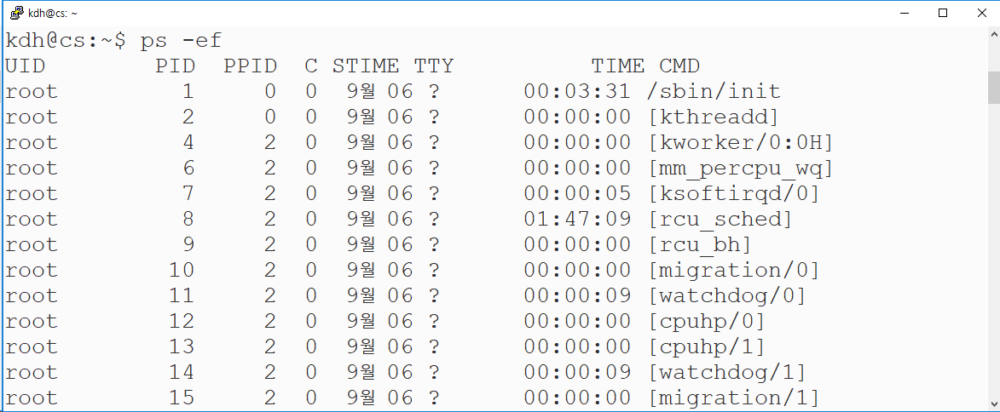 kdh@cs: ~
kdh@cs:~$ ps -ef
UID        PID  PPID  C STIME TTY          TIME CMD
root         1     0  0  9월 06 ?      00:03:31 /sbin/init
root         2     0  0  9월 06 ?      00:00:00 [kthreadd]
root         4     2  0  9월 06 ?      00:00:00 [kworker/0:0H]
root         6     2  0  9월 06 ?      00:00:00 [mm_percpu_wq]
root         7     2  0  9월 06 ?      00:00:05 [ksoftirqd/0]
root         8     2  0  9월 06 ?      01:47:09 [rcu_sched]
root         9     2  0  9월 06 ?      00:00:00 [rcu_bh]
root        10     2  0  9월 06 ?      00:00:00 [migration/0]
root        11     2  0  9월 06 ?      00:00:09 [watchdog/0]
root        12     2  0  9월 06 ?      00:00:00 [cpuhp/0]
root        13     2  0  9월 06 ?      00:00:00 [cpuhp/1]
root        14     2  0  9월 06 ?      00:00:09 [watchdog/1]
root        15     2  0  9월 06 ?      00:00:00 [migration/1]